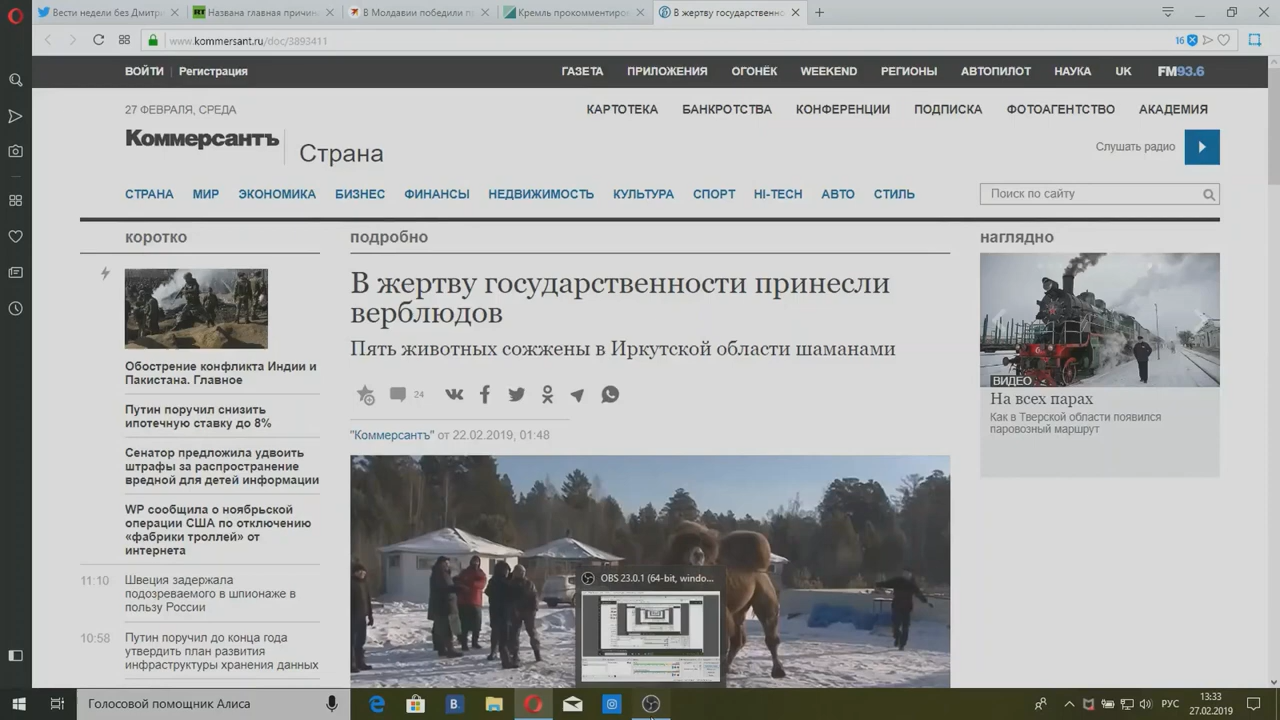 Вести недели без Дмитри
RT Названа главная причин
В Молдавии победили п
Кремль прокомментиров
В жертву государственно
www.kommersant.ru/doc/3893411
16
ВОЙТИ | Регистрация
ГАЗЕТА ПРИЛОЖЕНИЯ ОГОНЁК WEEKEND РЕГИОНЫ АВТОПИЛОТ НАУКА UK FM93.6
27 ФЕВРАЛЯ, СРЕДА
КАРТОТЕКА БАНКРОТСТВА КОНФЕРЕНЦИИ ПОДПИСКА ФОТОАГЕНТСТВО АКАДЕМИЯ
Коммерсантъ
Страна
Слушать радио
СТРАНА МИР ЭКОНОМИКА БИЗНЕС ФИНАНСЫ НЕДВИЖИМОСТЬ КУЛЬТУРА СПОРТ HI-TECH АВТО СТИЛЬ
Поиск по сайту
коротко
Обострение конфликта Индии и
Пакистана. Главное
Путин поручил снизить
ипотечную ставку до 8%
Сенатор предложила удвоить
штрафы за распространение
вредной для детей информации
WP сообщила о ноябрьской
операции США по отключению
«фабрики троллей» от
интернета
11:10 Швеция задержала
подозреваемого в шпионаже в
пользу России
10:58 Путин поручил до конца года
утвердить план развития
инфраструктуры хранения данных
подробно
В жертву государственности принесли
верблюдов
Пять животных сожжены в Иркутской области шаманами
24
"Коммерсантъ" от 22.02.2019, 01:48
OBS 23.0.1 (64-bit, windo...
наглядно
ВИДЕО
На всех парах
Как в Тверской области появился
паровозный маршрут
Голосовой помощник Алиса
РУС
13:33
27.02.2019